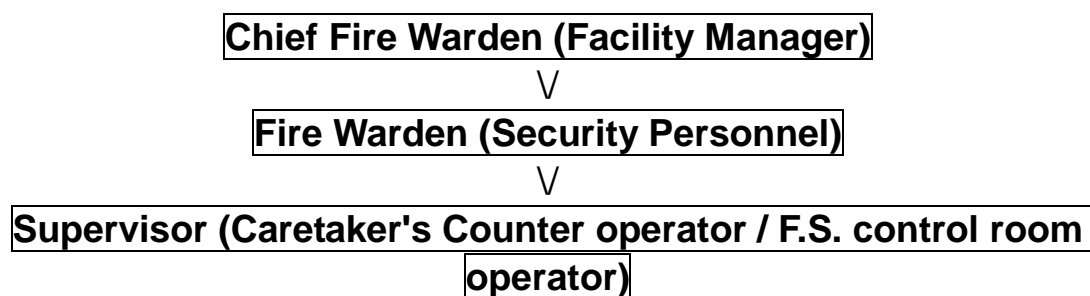 Chief Fire Warden (Facility Manager)
\/
Fire Warden (Security Personnel)
\/
Supervisor (Caretaker's Counter operator / F.S. control room
operator)